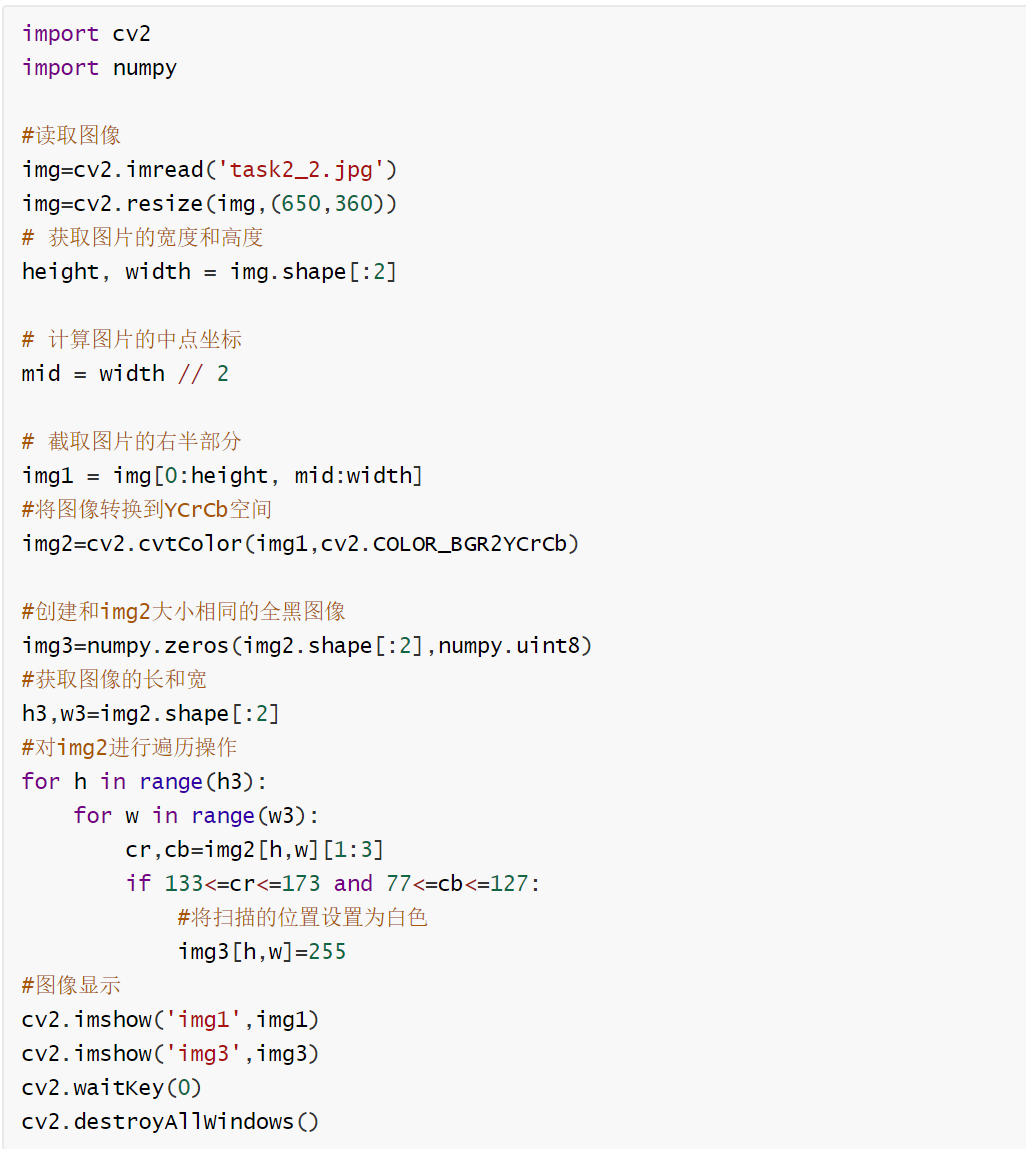 import cv2
import numpy
#读取图像
img=cv2.imread('task2_2.jpg')
img=cv2.resize(img,(650,360))
# 获取图片的宽度和高度
height, width = img.shape[:2]
# 计算图片的中点坐标
mid = width // 2
# 截取图片的右半部分
img1 = img[0:height, mid:width]
#将图像转换到YCrCb空间
img2=cv2.cvtColor(img1,cv2.COLOR_BGR2YCrCb)
#创建和img2大小相同的全黑图像
img3=numpy.zeros(img2.shape[:2],numpy.uint8)
#获取图像的长和宽
h3,w3=img2.shape[:2]
#对img2进行遍历操作
for h in range(h3):
    for w in range(w3):
        cr,cb=img2[h,w][1:3]
        if 133<=cr<=173 and 77<=cb<=127:
            #将扫描的位置设置为白色
            img3[h,w]=255
#图像显示
cv2.imshow('img1',img1)
cv2.imshow('img3',img3)
cv2.waitKey(0)
cv2.destroyAllWindows()